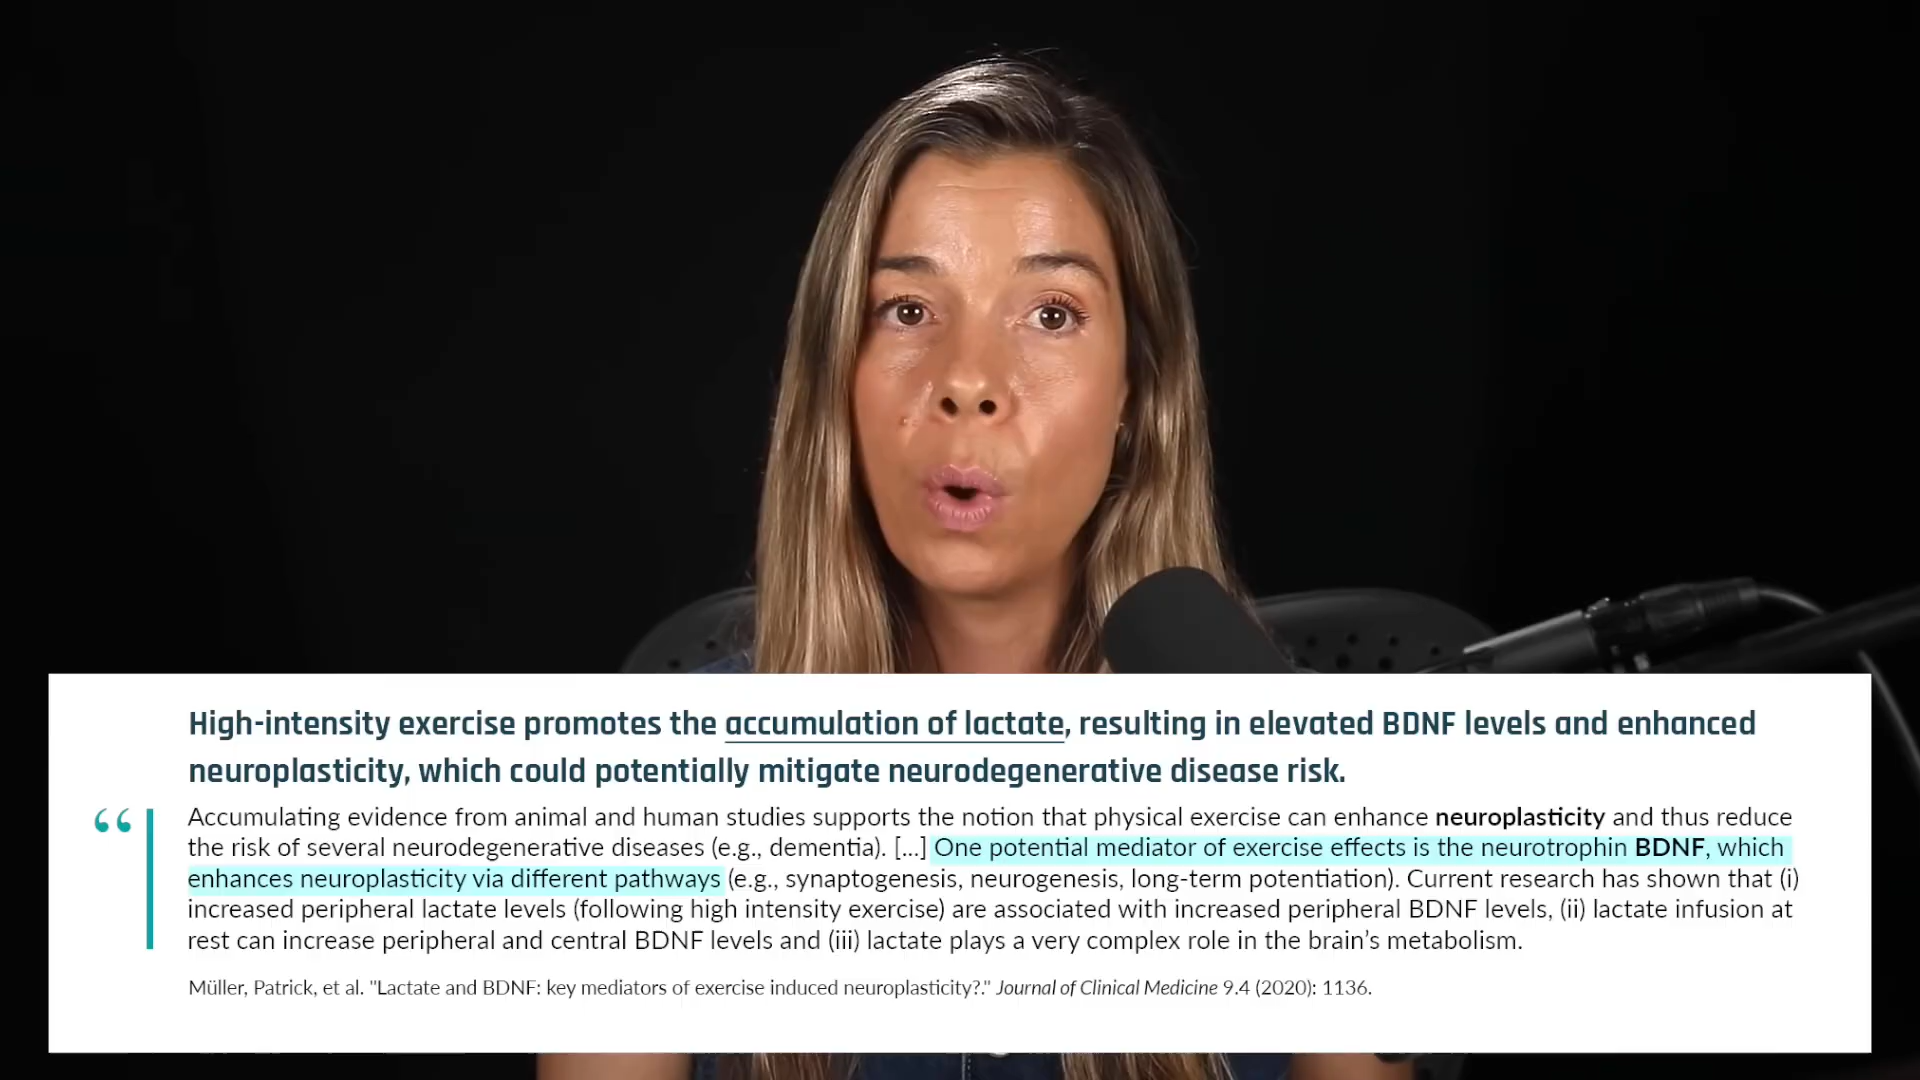 High-intensity exercise promotes the accumulation of lactate, resulting in elevated BDNF levels and enhanced
neuroplasticity, which could potentially mitigate neurodegenerative disease risk.
“ Accumulating evidence from animal and human studies supports the notion that physical exercise can enhance neuroplasticity and thus reduce
the risk of several neurodegenerative diseases (e.g., dementia). [...] One potential mediator of exercise effects is the neurotrophin BDNF, which
enhances neuroplasticity via different pathways (e.g., synaptogenesis, neurogenesis, long-term potentiation). Current research has shown that (i)
increased peripheral lactate levels (following high intensity exercise) are associated with increased peripheral BDNF levels, (ii) lactate infusion at
rest can increase peripheral and central BDNF levels and (iii) lactate plays a very complex role in the brain’s metabolism.
Müller, Patrick, et al. "Lactate and BDNF: key mediators of exercise induced neuroplasticity?." Journal of Clinical Medicine 9.4 (2020): 1136.